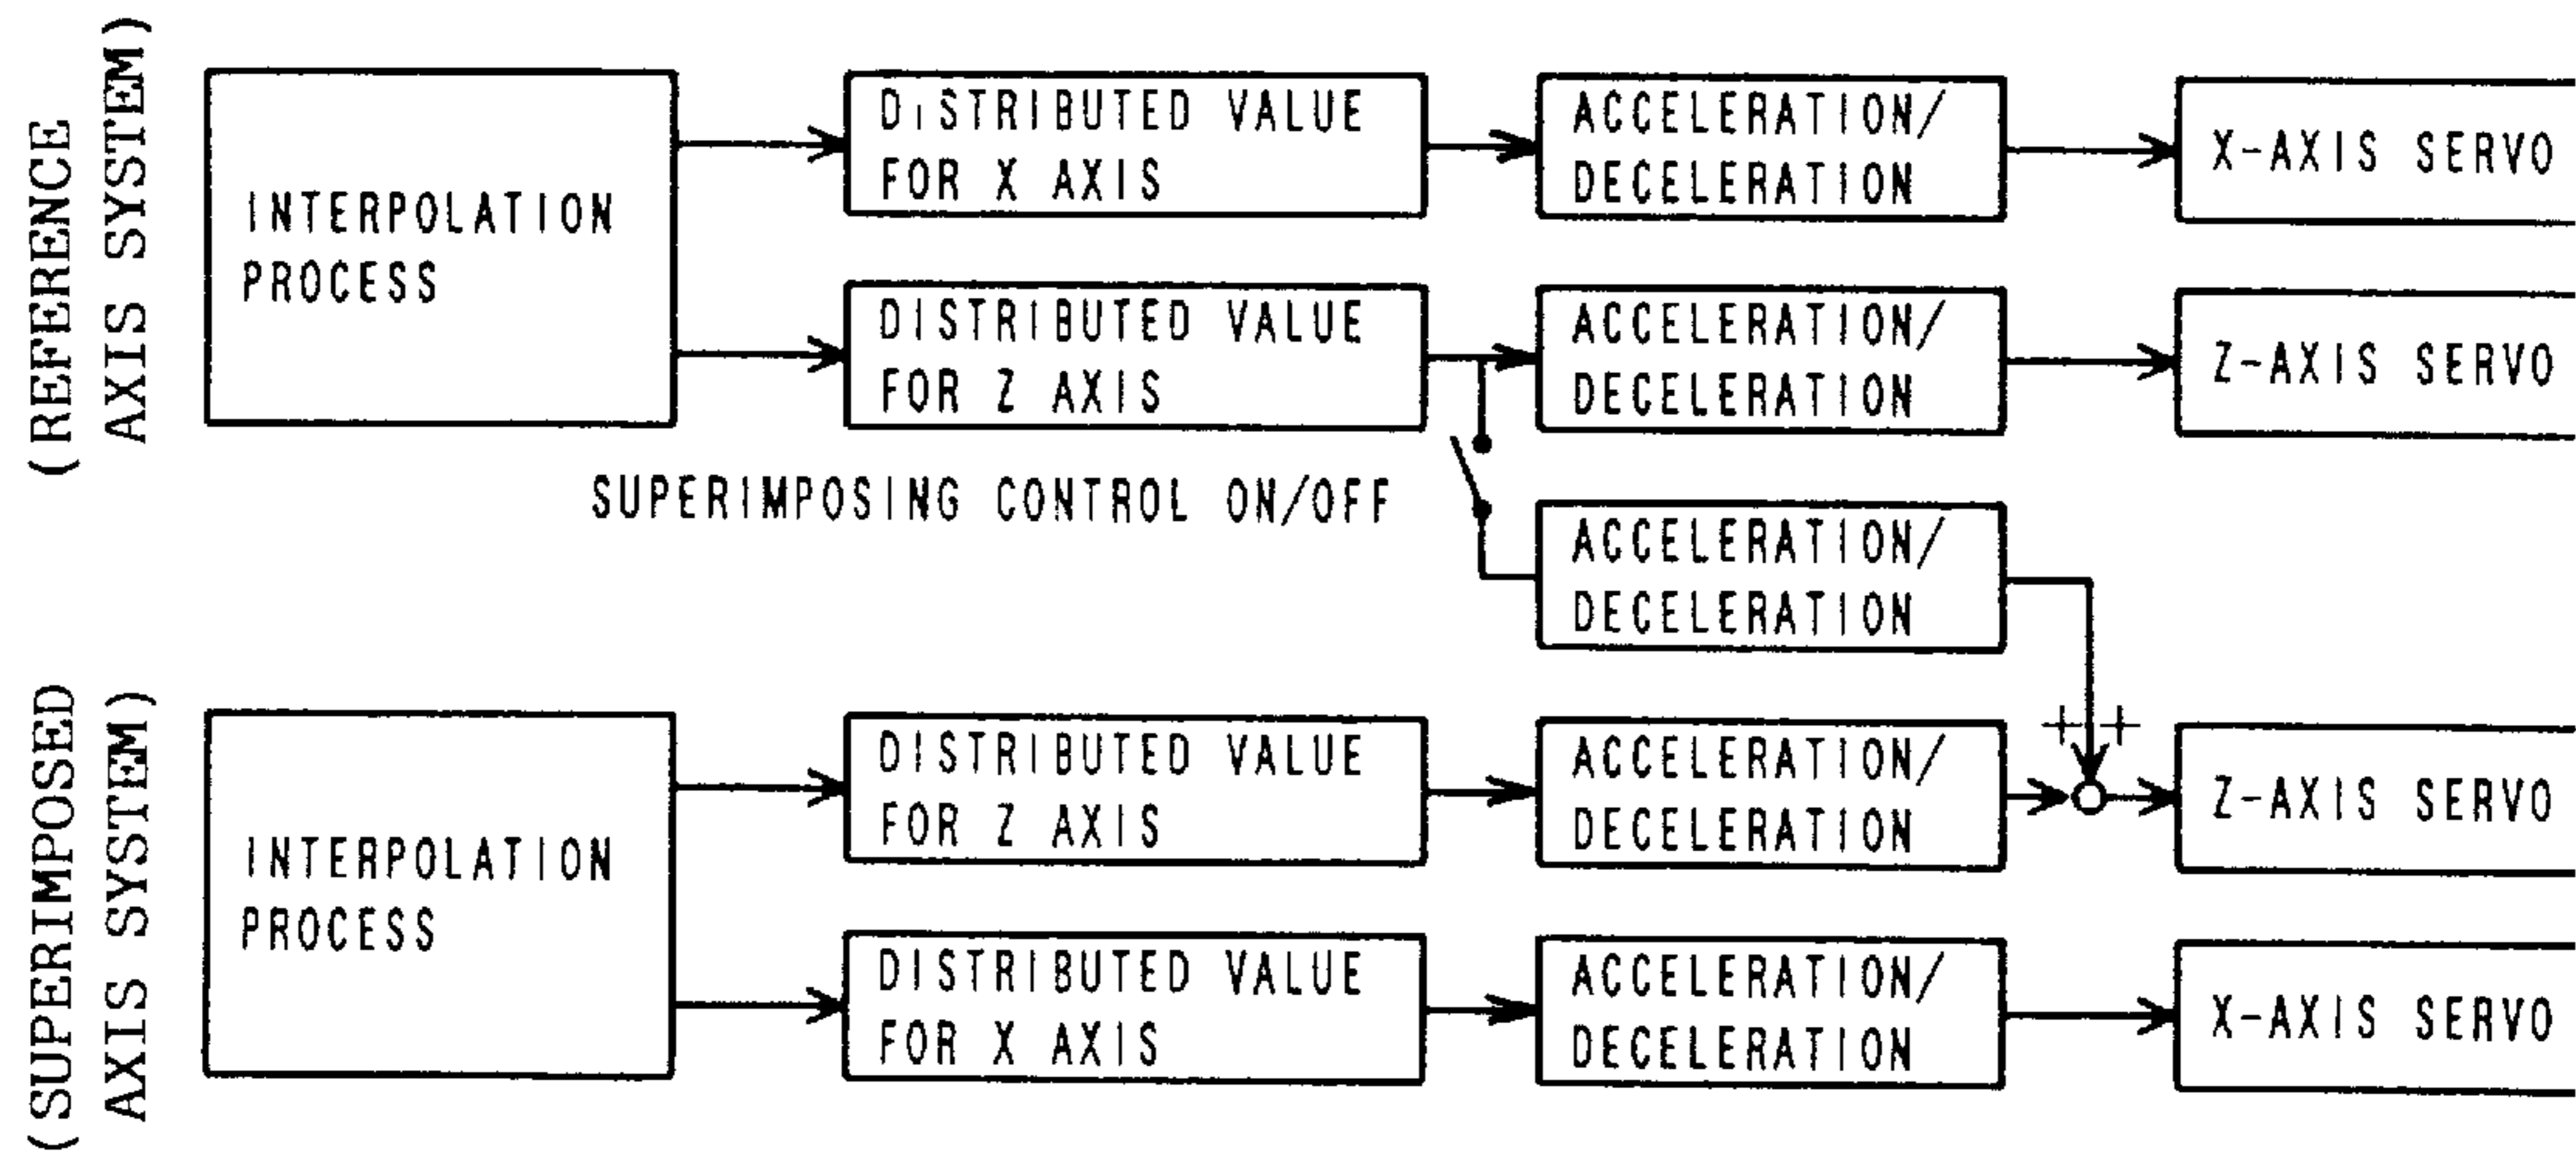 (REFERENCE
AXIS SYSTEM)
INTERPOLATION
PROCESS
DISTRIBUTED VALUE
FOR X AXIS
ACCELERATION/
DECELERATION
X-AXIS SERVO
DISTRIBUTED VALUE
FOR Z AXIS
ACCELERATION/
DECELERATION
Z-AXIS SERVO
SUPERIMPOSING CONTROL ON/OFF
ACCELERATION/
DECELERATION
+ +
(SUPERIMPOSED
AXIS SYSTEM)
INTERPOLATION
PROCESS
DISTRIBUTED VALUE
FOR Z AXIS
ACCELERATION/
DECELERATION
Z-AXIS SERVO
DISTRIBUTED VALUE
FOR X AXIS
ACCELERATION/
DECELERATION
X-AXIS SERVO